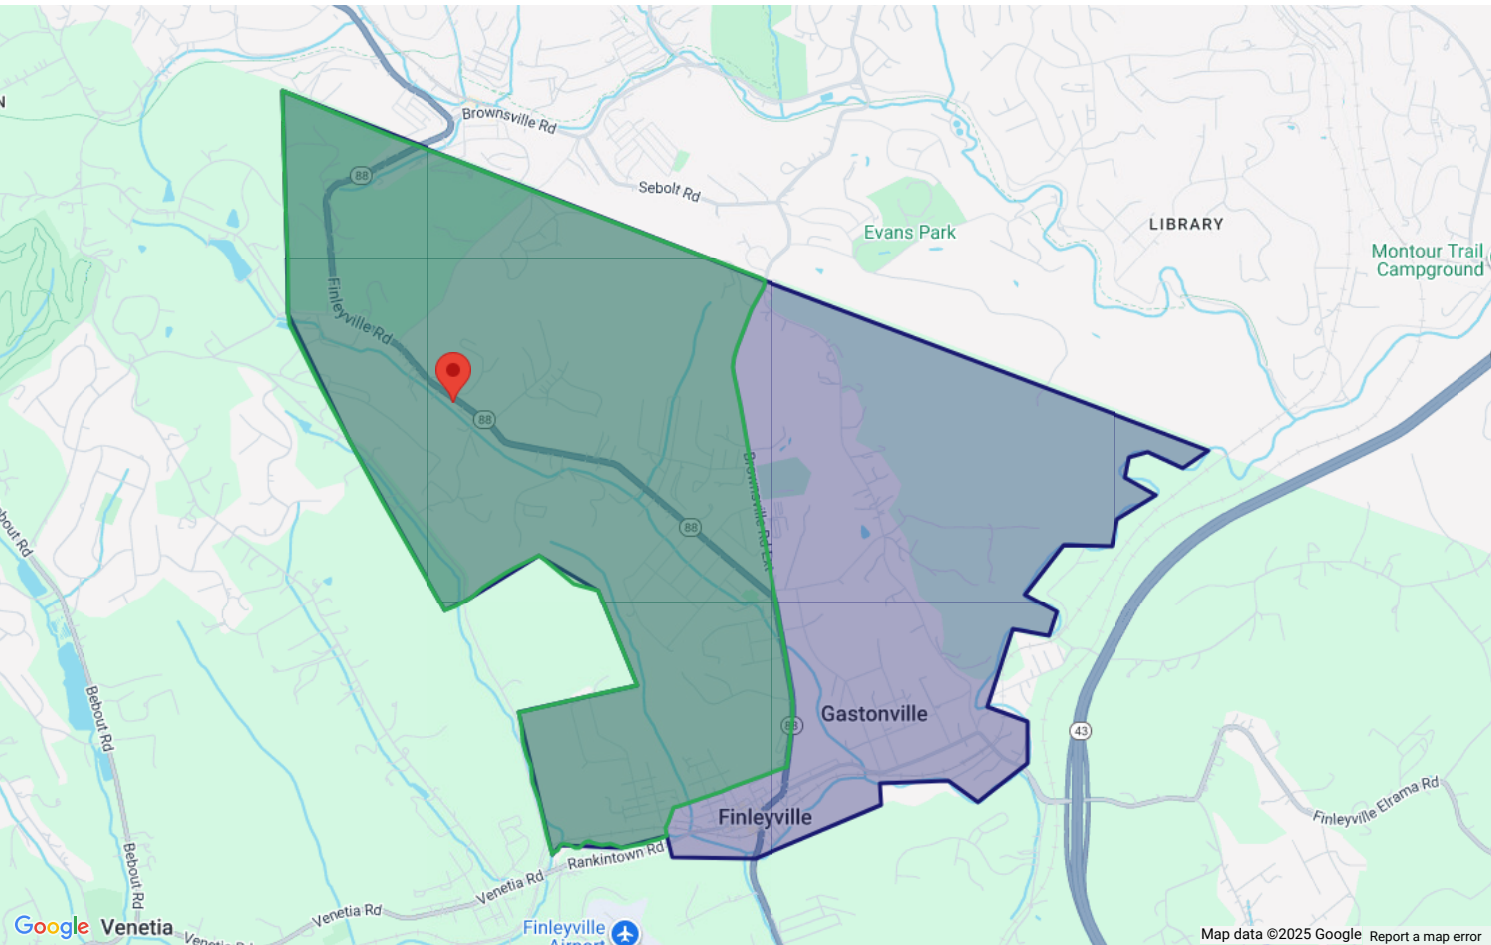 N
Brownsville Rd
88
Sebolt Rd
Evans Park
LIBRARY
Montour Trail
Campground
Finleyville Rd
88
Brownsville Rd Ext
88
Bebout Rd
Gastonville
88
43
Finleyville
Finleyville Elrama Rd
Rankintown Rd
Bebout Rd
Venetia Rd
Venetia Rd
Finleyville
Airport
Google
Venetia
Map data ©2025 Google
Report a map error